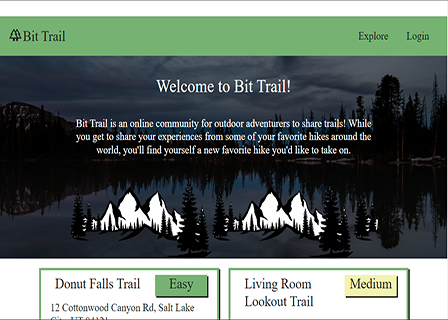 Bit Trail
Explore Login
Welcome to Bit Trail!
Bit Trail is an online community for outdoor adventurers to share trails! While
you get to share your experiences from some of your favorite hikes around the
world, you'll find yourself a new favorite hike you'd like to take on.
Donut Falls Trail Easy
12 Cottonwood Canyon Rd, Salt Lake
Living Room Medium
Lookout Trail